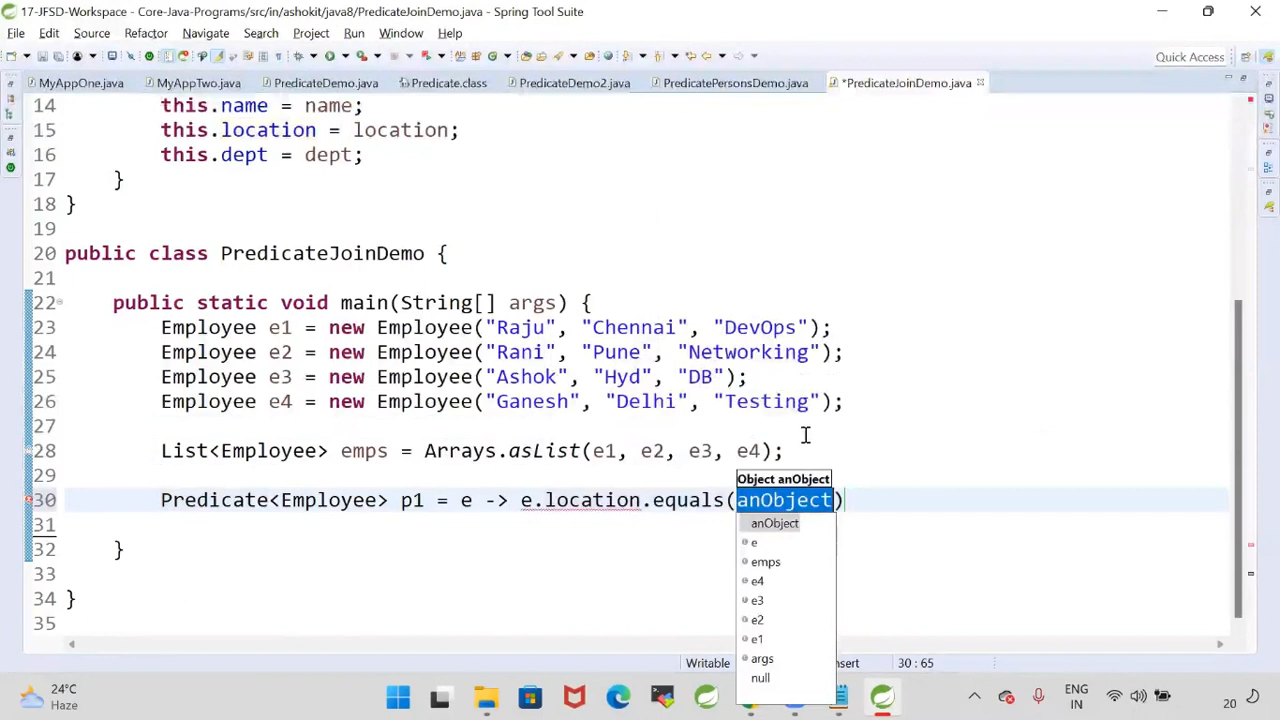 17-JFSD-Workspace - Core-Java-Programs/src/in/ashokit/java8/PredicateJoinDemo.java - Spring Tool Suite
File Edit Source Refactor Navigate Search Project Run Window Help
Quick Access
MyAppOne.java MyAppTwo.java PredicateDemo.java Predicate.class PredicateDemo2.java PredicatePersonsDemo.java *PredicateJoinDemo.java
14 this.name = name;
15 this.location = location;
16 this.dept = dept;
17 }
18 }
19
20 public class PredicateJoinDemo {
21
22 public static void main(String[] args) {
23 Employee e1 = new Employee("Raju", "Chennai", "DevOps");
24 Employee e2 = new Employee("Rani", "Pune", "Networking");
25 Employee e3 = new Employee("Ashok", "Hyd", "DB");
26 Employee e4 = new Employee("Ganesh", "Delhi", "Testing");
27
28 List<Employee> emps = Arrays.asList(e1, e2, e3, e4);
29 Object anObject
30 Predicate<Employee> p1 = e -> e.location.equals(anObject)
anObject
31
e
32 }
emps
33
e4
34 }
e3
35
e2
e1
args
null
Writable
Insert
30 : 65
24°C
Haze
ENG
IN
20